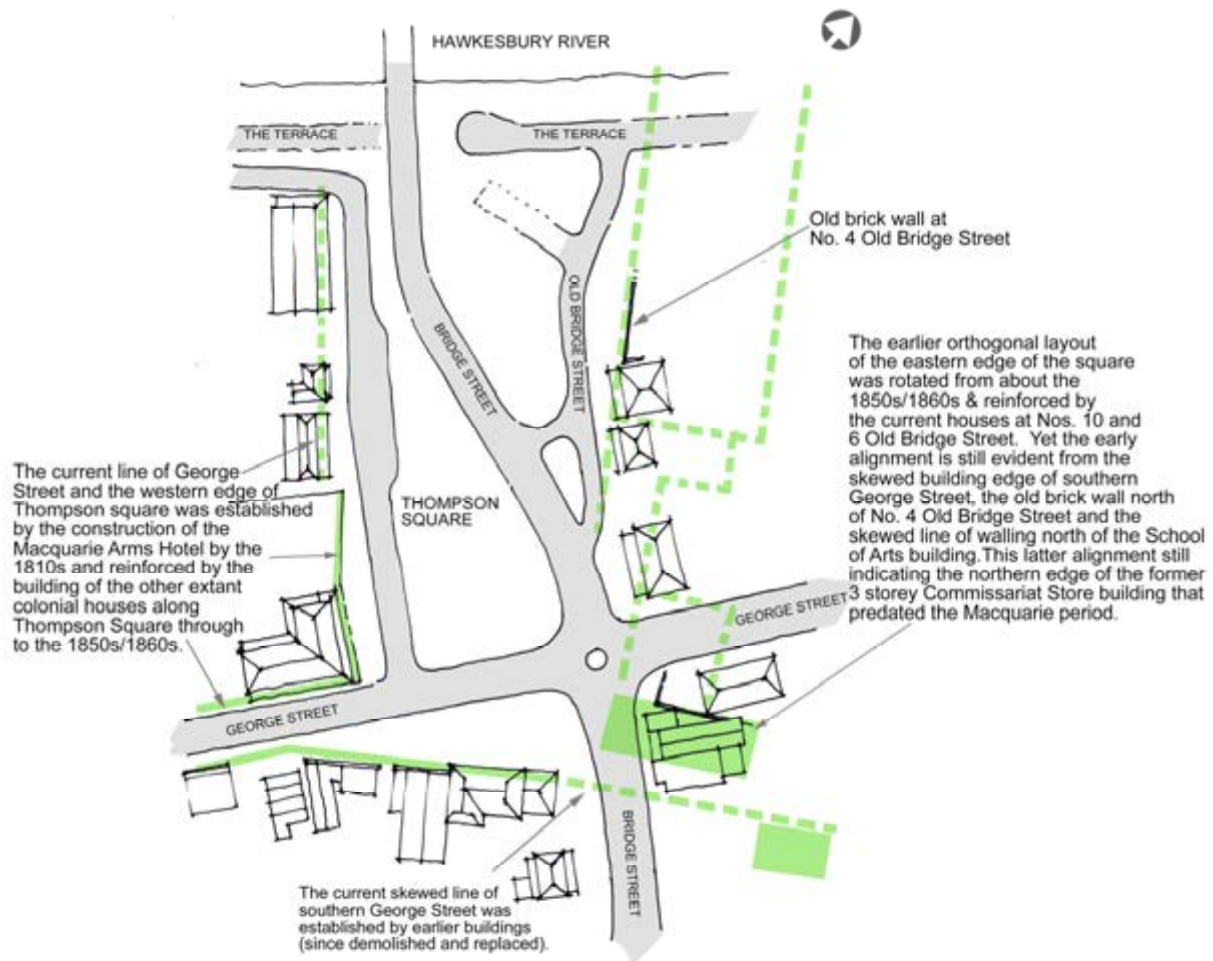 HAWKESBURY RIVER
THE TERRACE
THE TERRACE
Old brick wall at
No. 4 Old Bridge Street
OLD BRIDGE STREET
BRIDGE STREET
The earlier orthogonal layout
of the eastern edge of the square
was rotated from about the
1850s/1860s & reinforced by
the current houses at Nos. 10 and
6 Old Bridge Street. Yet the early
alignment is still evident from the
skewed building edge of southern
George Street, the old brick wall north
of No. 4 Old Bridge Street and the
skewed line of walling north of the School
of Arts building.This latter alignment still
indicating the northern edge of the former
3 storey Commissariat Store building that
predated the Macquarie period.
The current line of George
Street and the western edge of
Thompson square was established
by the construction of the
Macquarie Arms Hotel by the
1810s and reinforced by the
building of the other extant
colonial houses along
Thompson Square through
to the 1850s/1860s.
THOMPSON
SQUARE
GEORGE STREET
GEORGE STREET
BRIDGE STREET
The current skewed line of
southern George Street was
established by earlier buildings
(since demolished and replaced).